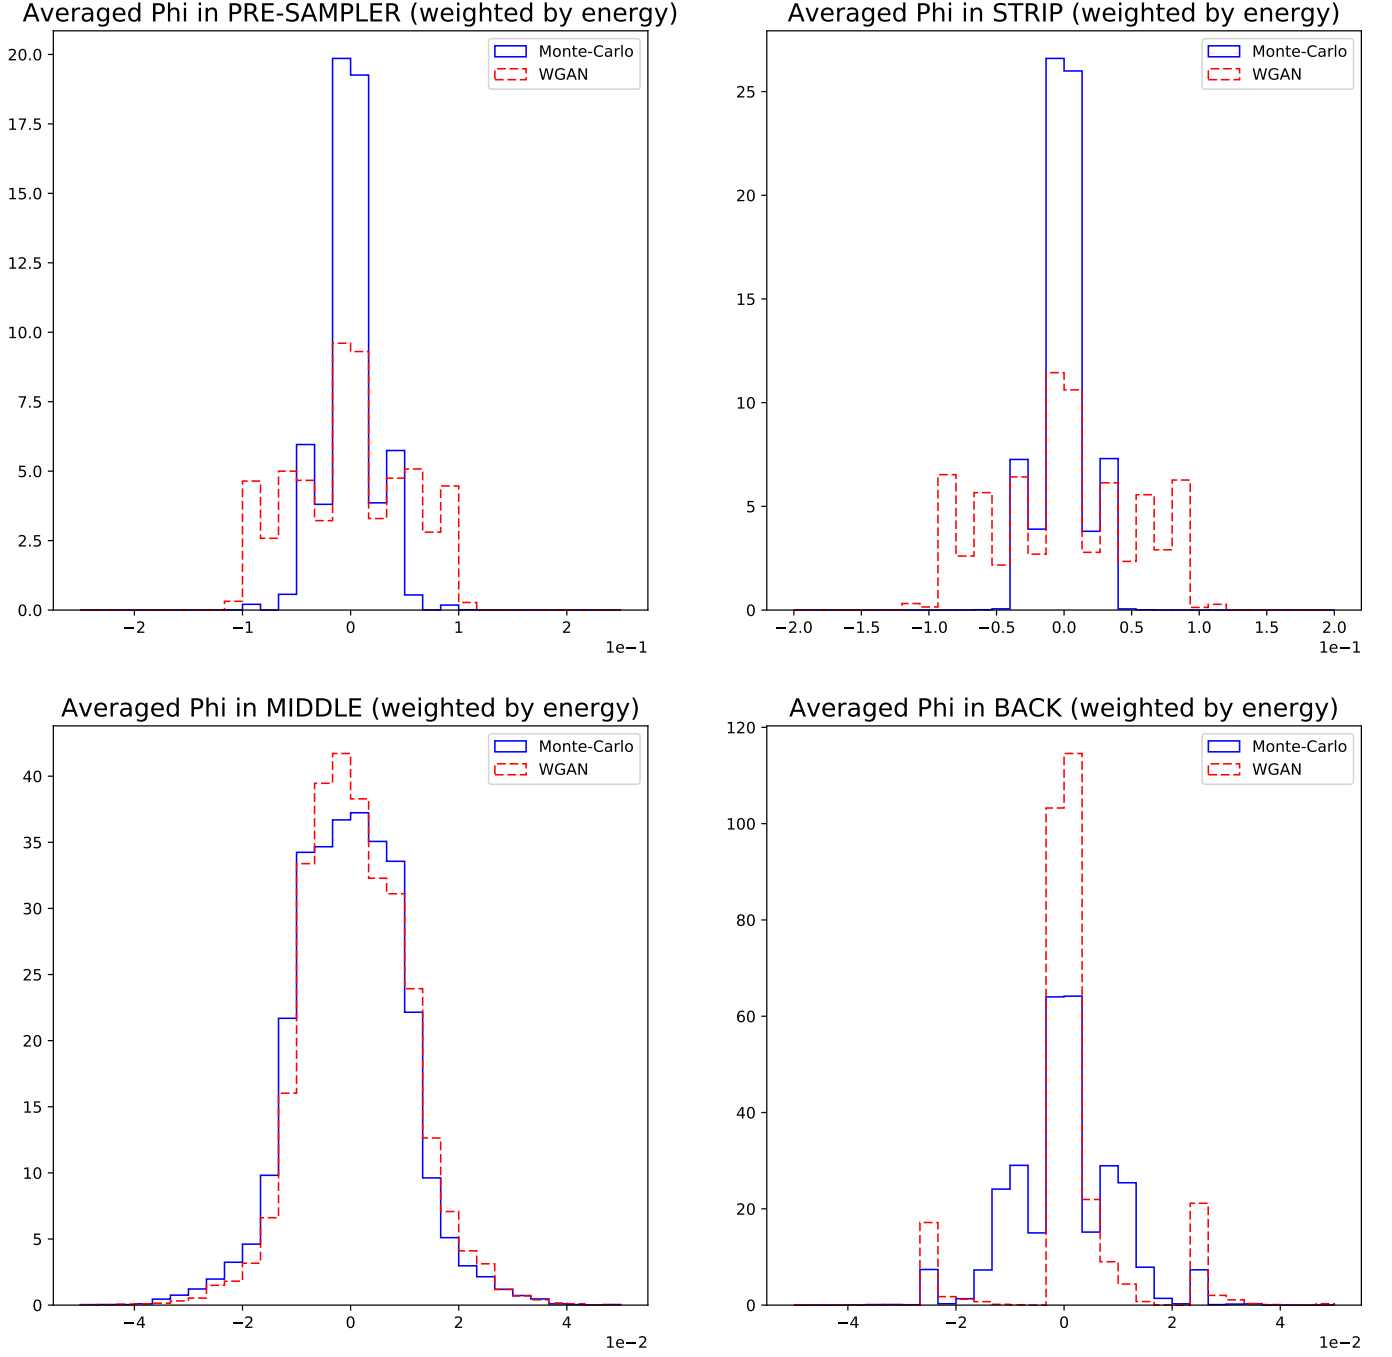 Averaged Phi in PRE-SAMPLER (weighted by energy)
Monte-Carlo
WGAN
20.0
17.5
15.0
12.5
10.0
7.5
5.0
2.5
0.0
−2 −1 0 1 2
1e−1
Averaged Phi in STRIP (weighted by energy)
Monte-Carlo
WGAN
25
20
15
10
5
0
−2.0 −1.5 −1.0 −0.5 0.0 0.5 1.0 1.5 2.0
1e−1
Averaged Phi in MIDDLE (weighted by energy)
Monte-Carlo
WGAN
40
35
30
25
20
15
10
5
0
−4 −2 0 2 4
1e−2
Averaged Phi in BACK (weighted by energy)
Monte-Carlo
WGAN
120
100
80
60
40
20
0
−4 −2 0 2 4
1e−2